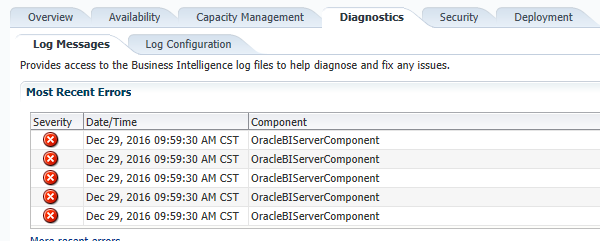 Overview Availability Capacity Management Diagnostics Security Deployment
Log Messages Log Configuration
Provides access to the Business Intelligence log files to help diagnose and fix any issues.
Most Recent Errors
Severity Date/Time Component
Dec 29, 2016 09:59:30 AM CST OracleBIServerComponent
Dec 29, 2016 09:59:30 AM CST OracleBIServerComponent
Dec 29, 2016 09:59:30 AM CST OracleBIServerComponent
Dec 29, 2016 09:59:30 AM CST OracleBIServerComponent
Dec 29, 2016 09:59:30 AM CST OracleBIServerComponent
More recent errors